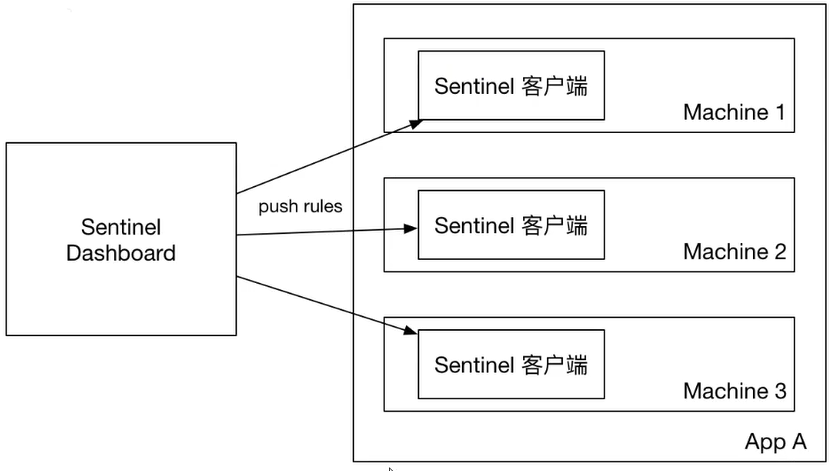 Sentinel 客户端
Machine 1
Sentinel
Dashboard
push rules
Sentinel 客户端
Machine 2
Sentinel 客户端
Machine 3
App A